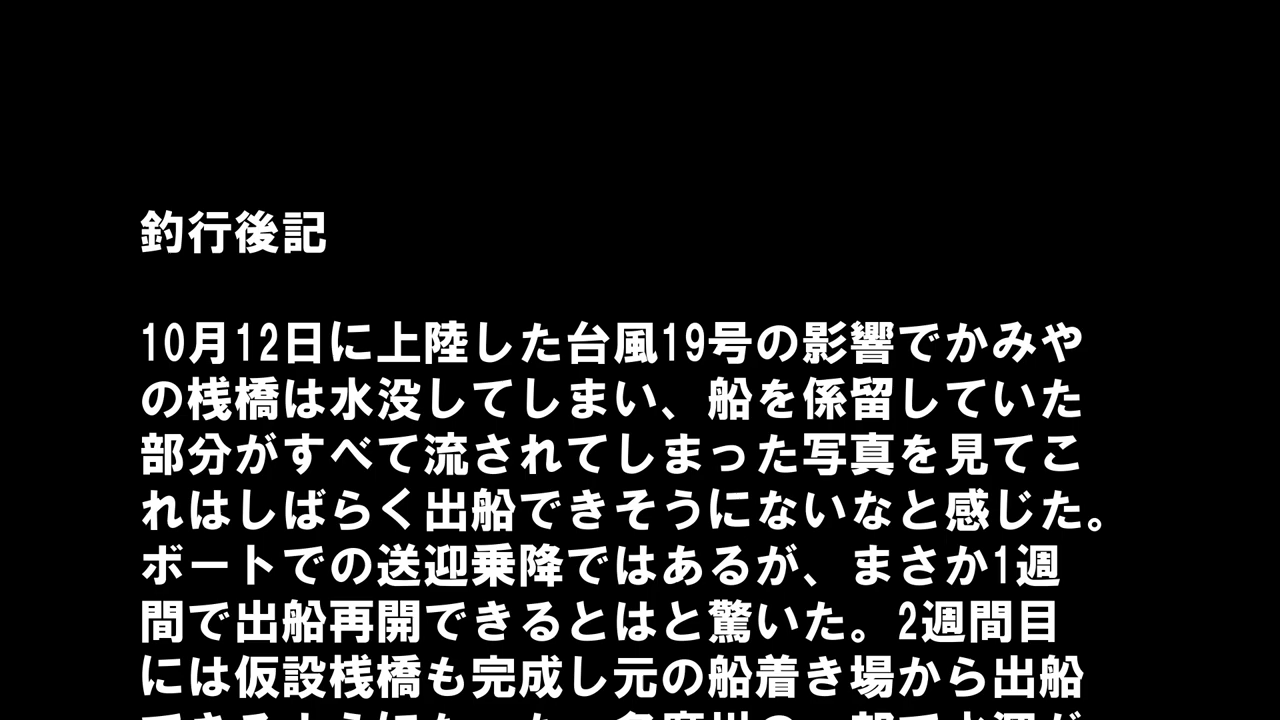 釣行後記
10月12日に上陸した台風19号の影響でかみや
の桟橋は水没してしまい、船を係留していた
部分がすべて流されてしまった写真を見てこ
れはしばらく出船できそうにないなと感じた。
ボートでの送迎乗降ではあるが、まさか1週
間で出船再開できるとはと驚いた。2週間目
には仮設桟橋も完成し元の船着き場から出船